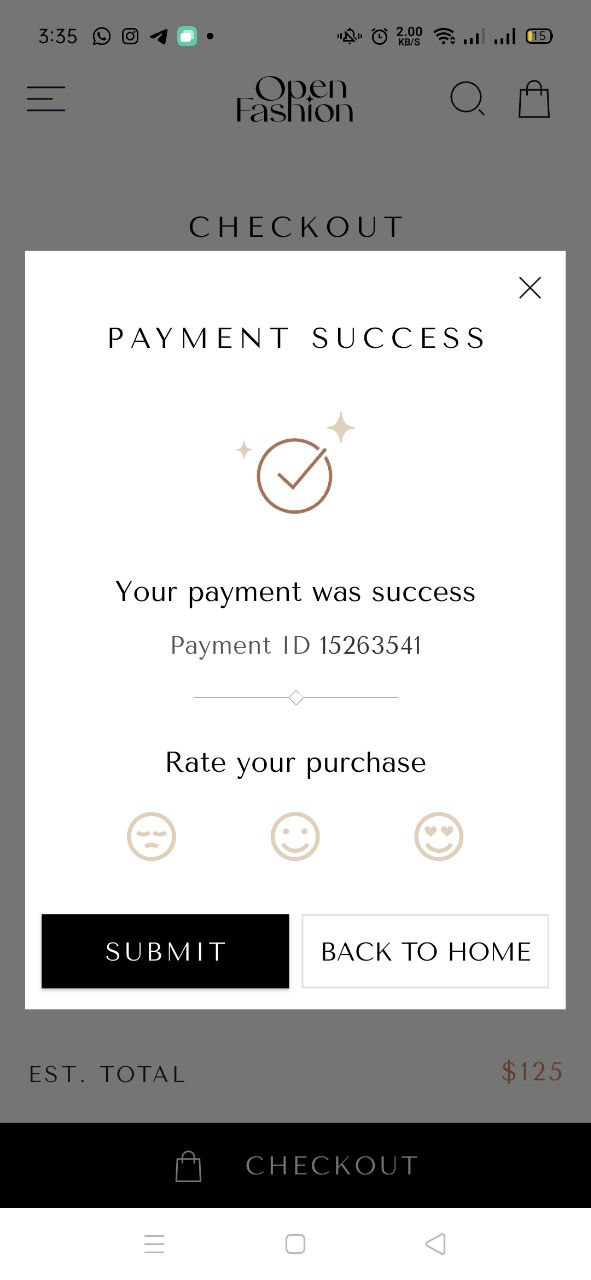 3:35 2.00 KB/S 15
Open
Fashion
CHECKOUT
PAYMENT SUCCESS
Your payment was success
Payment ID 15263541
Rate your purchase
SUBMIT BACK TO HOME
EST. TOTAL $125
CHECKOUT